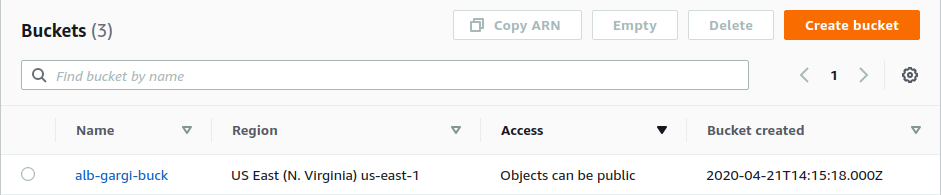 Buckets (3)
Copy ARN
Empty
Delete
Create bucket
Find bucket by name
1
Name
Region
Access
Bucket created
alb-gargi-buck
US East (N. Virginia) us-east-1
Objects can be public
2020-04-21T14:15:18.000Z